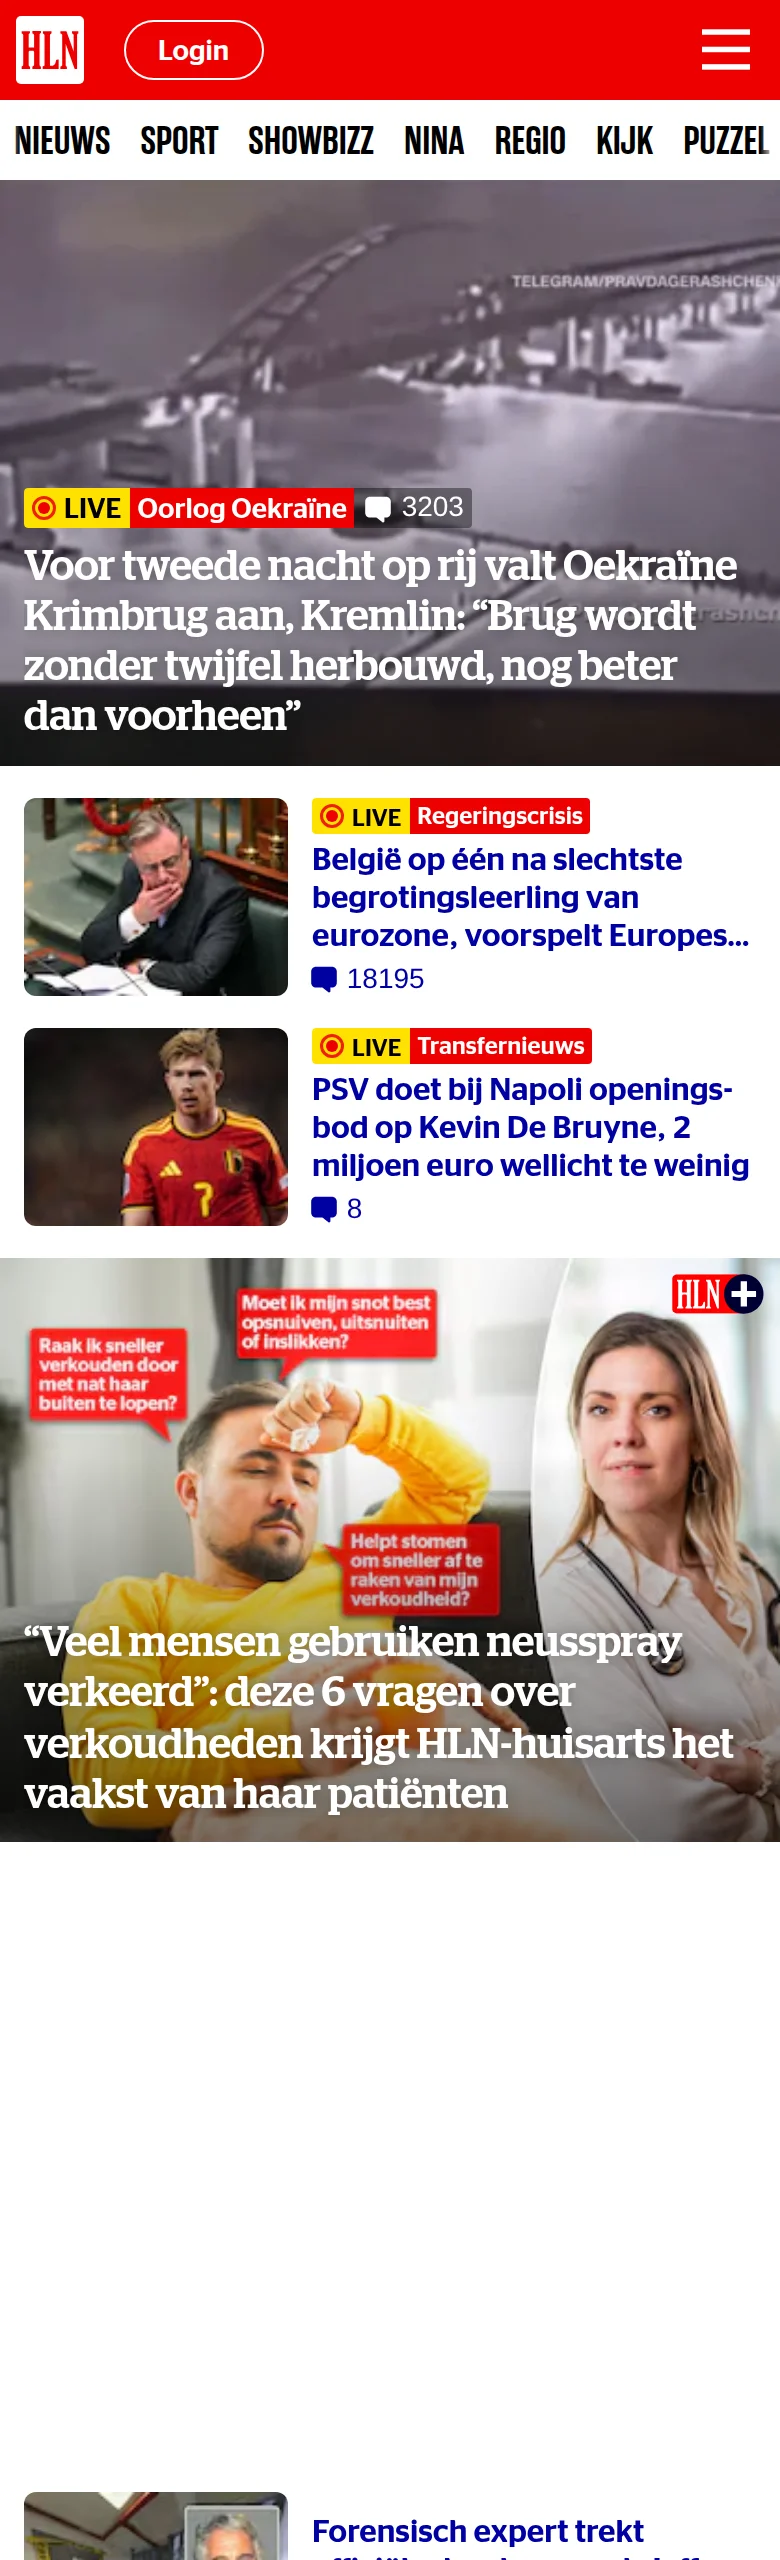 HLN
Login
NIEUWS SPORT SHOWBIZZ NINA REGIO KIJK PUZZEL
TELEGRAM/PRAVDAGERASHCHEN
LIVE Oorlog Oekraïne 3203
Voor tweede nacht op rij valt Oekraïne
Krimbrug aan, Kremlin: “Brug wordt
zonder twijfel herbouwd, nog beter
dan voorheen”
LIVE Regeringscrisis
België op één na slechtste
begrotingsleerling van
eurozone, voorspelt Europes...
18195
LIVE Transfernieuws
7
PSV doet bij Napoli openings-
bod op Kevin De Bruyne, 2
miljoen euro wellicht te weinig
8
HLN+
Moet ik mijn snot best
opsnuiven, uitsnuiten
of inslikken?
Raak ik sneller
verkouden door
met nat haar
buiten te lopen?
Helpt stomen
om sneller af te
raken van mijn
verkoudheid?
“Veel mensen gebruiken neusspray
verkeerd”: deze 6 vragen over
verkoudheden krijgt HLN-huisarts het
vaakst van haar patiënten
Forensisch expert trekt